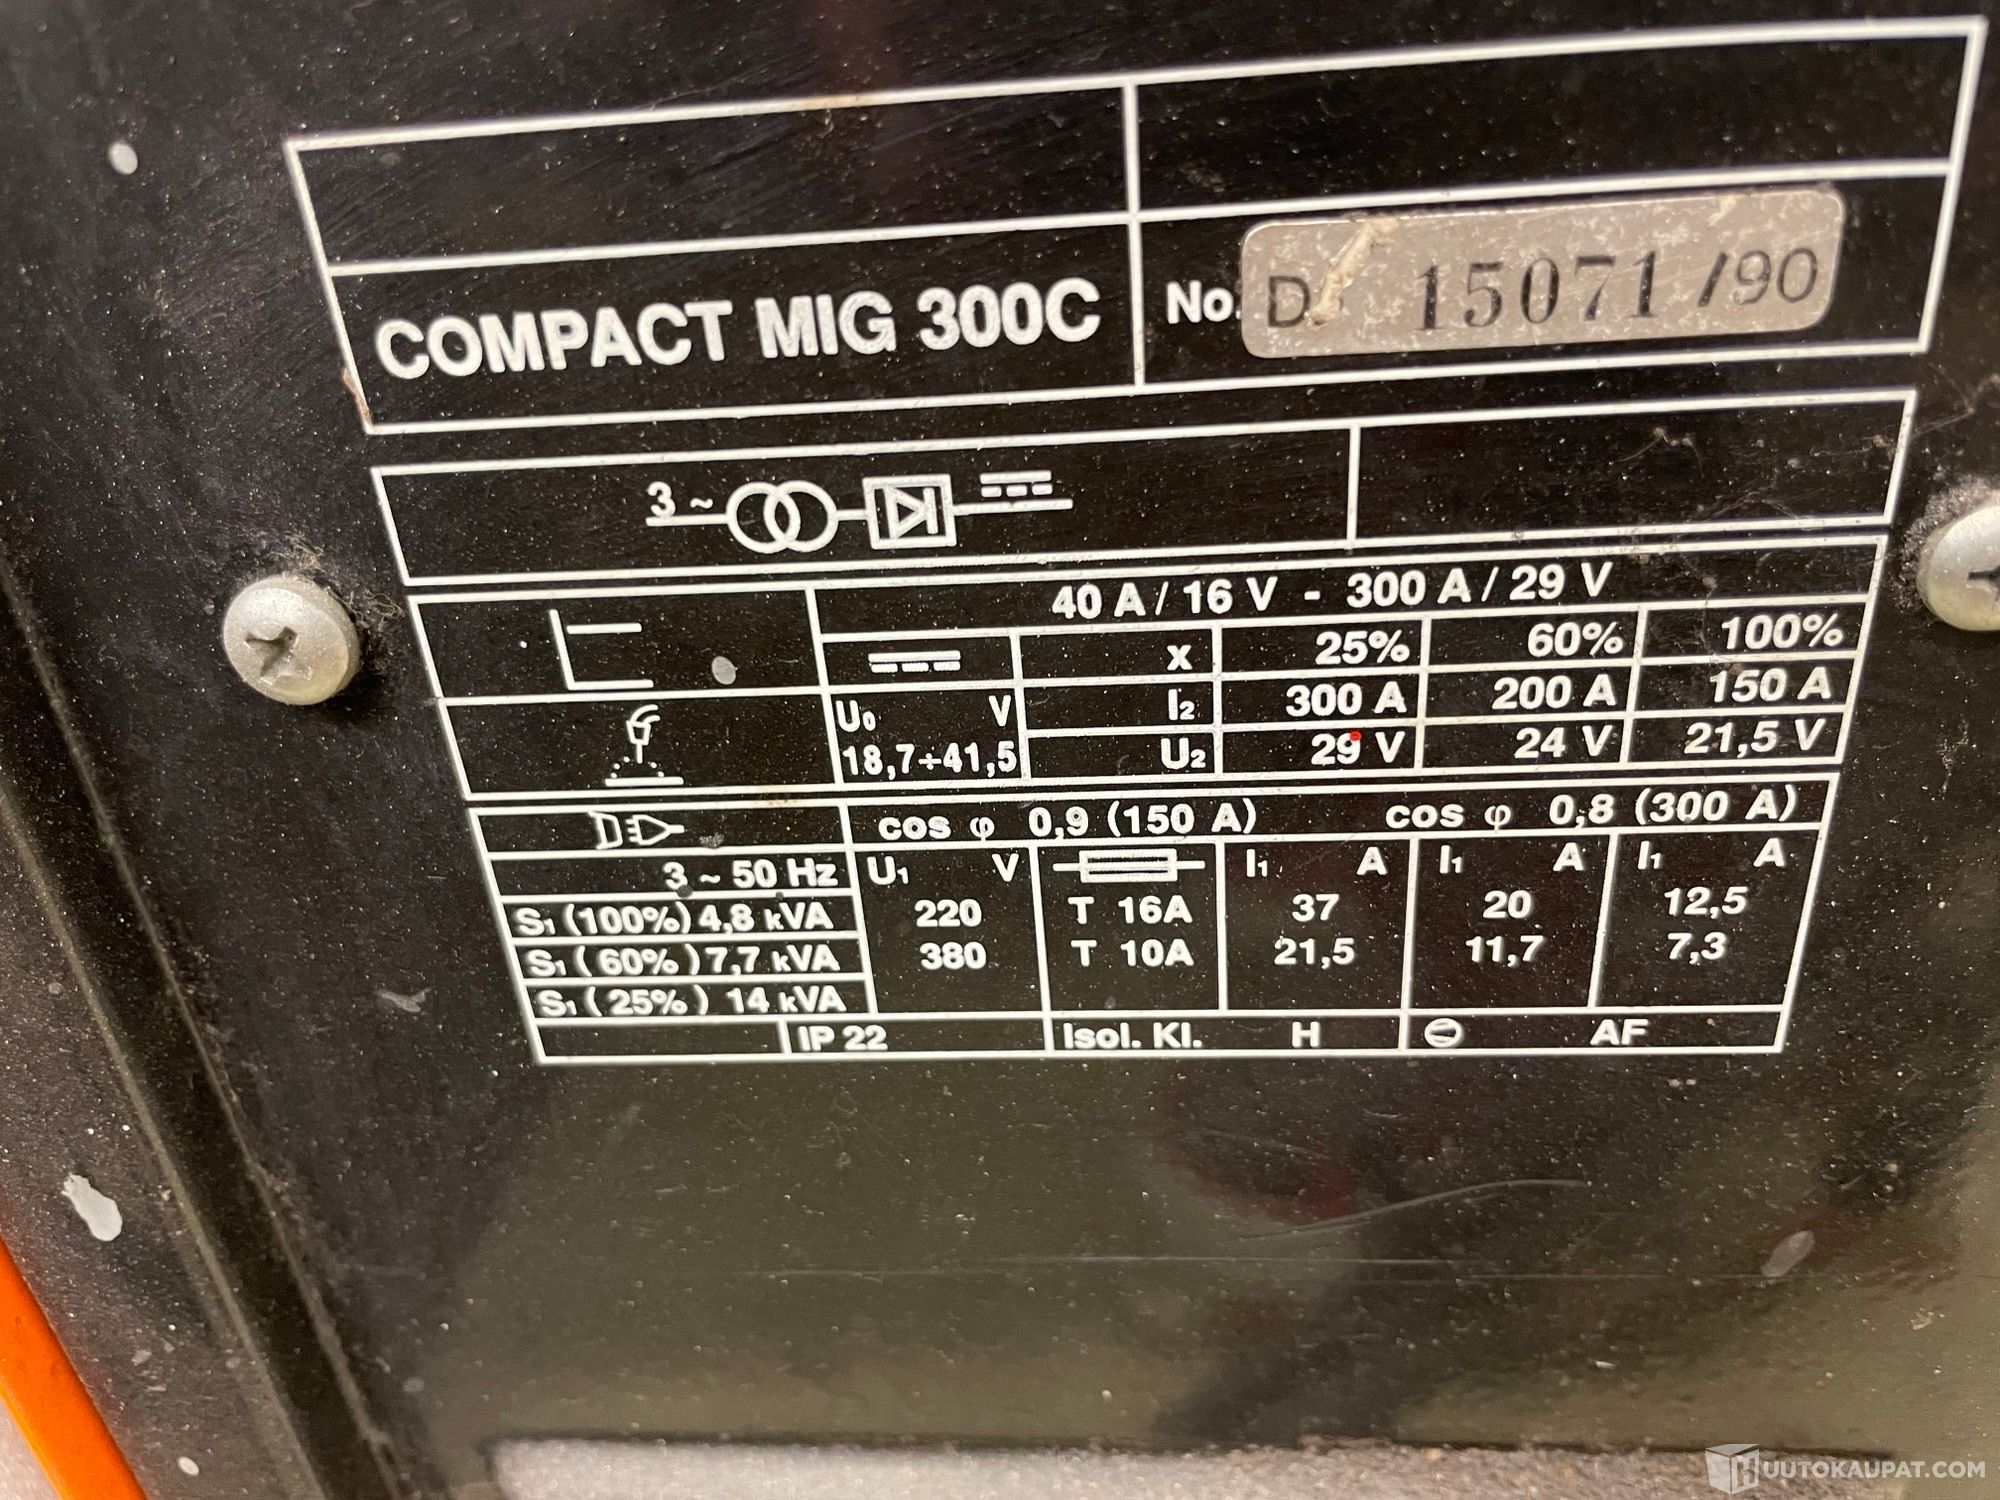 COMPACT MIG 300C
No. D 15071 /90
3 ~
40 A / 16 V - 300 A / 29 V
X 25% 60% 100%
U₀ V I₂ 300 A 200 A 150 A
18,7÷41,5 U₂ 29 V 24 V 21,5 V
cos φ 0,9 (150 A) cos φ 0,8 (300 A)
3 ~ 50 Hz U₁ V I₁ A I₁ A I₁ A
S₁ (100%) 4,8 kVA 220 T 16A 37 20 12,5
S₁ (60%) 7,7 kVA 380 T 10A 21,5 11,7 7,3
S₁ (25%) 14 kVA
IP 22 Isol. Kl. H AF
HUUTOKAUPAT.COM